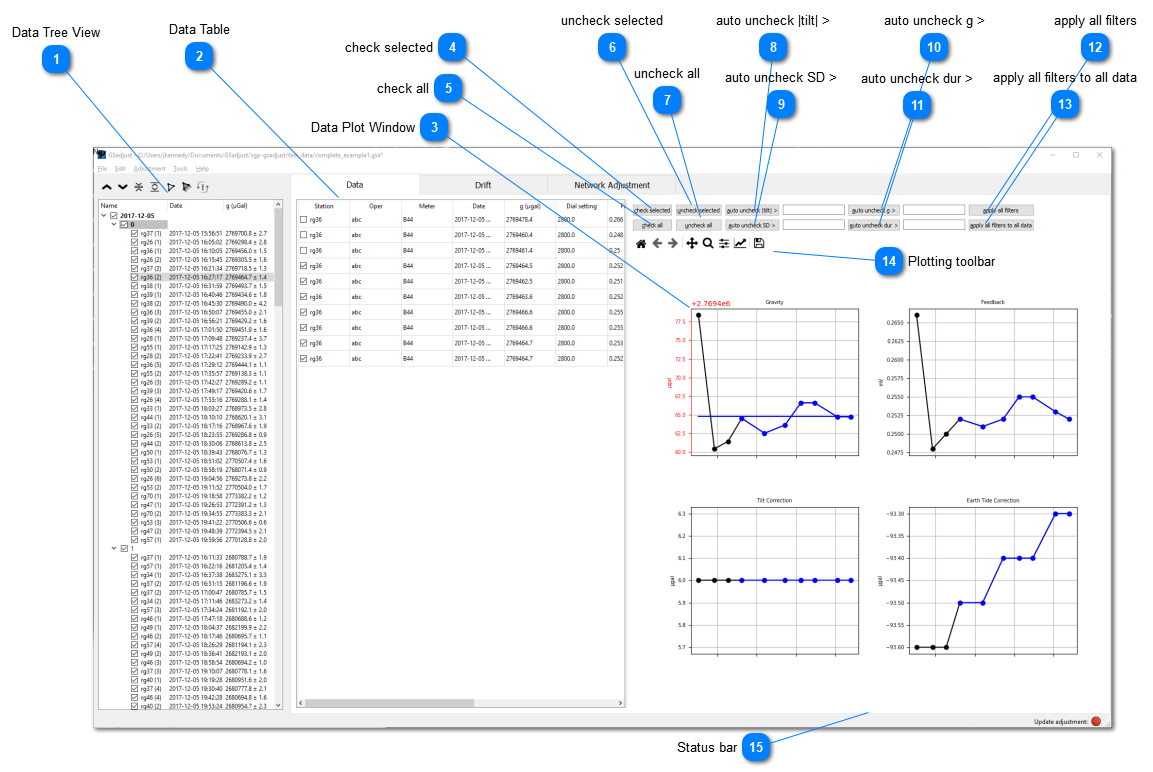 Data Tree View
1
Data Table
2
check selected
4
check all
5
Data Plot Window
3
uncheck selected
6
uncheck all
7
auto uncheck |tilt| >
8
auto uncheck SD >
9
auto uncheck g >
10
auto uncheck dur >
11
apply all filters
12
apply all filters to all data
13
GSadjust - C:/Users/jkennedy/Documents/GSadjust/sgp-gsadjust/test_data/complete_example1.gsa*
File Edit Adjustment Tools Help
Data Drift Network Adjustment
Name Date g (µGal)
2017-12-05
0
rg37 (1) 2017-12-05 15:56:51 2769700.8 ± 2.7
rg26 (1) 2017-12-05 16:05:02 2769298.4 ± 2.8
rg36 (1) 2017-12-05 16:10:05 2769456.0 ± 1.5
rg26 (2) 2017-12-05 16:15:45 2769305.5 ± 1.6
rg37 (2) 2017-12-05 16:21:34 2769718.5 ± 1.3
rg36 (2) 2017-12-05 16:27:17 2769464.7 ± 1.4
rg38 (1) 2017-12-05 16:31:59 2769493.7 ± 1.5
rg39 (1) 2017-12-05 16:40:46 2769434.6 ± 1.8
rg38 (2) 2017-12-05 16:45:30 2769490.0 ± 4.2
rg36 (3) 2017-12-05 16:50:07 2769455.0 ± 2.1
rg39 (2) 2017-12-05 16:56:21 2769429.2 ± 1.6
rg36 (4) 2017-12-05 17:01:50 2769451.9 ± 1.6
rg28 (1) 2017-12-05 17:09:48 2769237.4 ± 3.7
rg55 (1) 2017-12-05 17:17:25 2769142.9 ± 1.3
rg28 (2) 2017-12-05 17:22:41 2769233.9 ± 2.7
rg36 (5) 2017-12-05 17:29:12 2769444.1 ± 1.1
rg55 (2) 2017-12-05 17:35:57 2769138.3 ± 1.1
rg26 (3) 2017-12-05 17:42:27 2769289.2 ± 1.1
rg39 (3) 2017-12-05 17:49:17 2769420.6 ± 1.7
rg26 (4) 2017-12-05 17:55:16 2769288.1 ± 1.4
rg33 (1) 2017-12-05 18:03:27 2768973.5 ± 2.8
rg44 (1) 2017-12-05 18:10:10 2768620.1 ± 3.1
rg33 (2) 2017-12-05 18:17:16 2768967.6 ± 1.9
rg26 (5) 2017-12-05 18:23:55 2769286.8 ± 0.9
rg44 (2) 2017-12-05 18:30:06 2768613.8 ± 2.5
rg50 (1) 2017-12-05 18:39:43 2768076.7 ± 1.3
rg53 (1) 2017-12-05 18:51:02 2770507.4 ± 1.6
rg50 (2) 2017-12-05 18:58:19 2768071.4 ± 0.9
rg26 (6) 2017-12-05 19:04:56 2769273.8 ± 2.2
rg53 (2) 2017-12-05 19:11:52 2770504.0 ± 1.7
rg70 (1) 2017-12-05 19:18:58 2773382.2 ± 1.2
rg47 (1) 2017-12-05 19:26:53 2772391.2 ± 1.3
rg70 (2) 2017-12-05 19:34:55 2773383.3 ± 2.1
rg53 (3) 2017-12-05 19:41:22 2770506.6 ± 0.6
rg47 (2) 2017-12-05 19:48:39 2772394.5 ± 2.1
rg57 (1) 2017-12-05 19:59:56 2770128.8 ± 2.0
1
rg37 (1) 2017-12-05 16:11:33 2680788.7 ± 1.9
rg57 (1) 2017-12-05 16:22:16 2681205.4 ± 1.4
rg34 (1) 2017-12-05 16:37:38 2683275.1 ± 3.3
rg57 (2) 2017-12-05 16:51:15 2681196.6 ± 1.9
rg37 (2) 2017-12-05 17:00:47 2680785.7 ± 1.5
rg34 (2) 2017-12-05 17:11:46 2683273.2 ± 1.4
rg57 (3) 2017-12-05 17:34:24 2681192.1 ± 2.0
rg46 (1) 2017-12-05 17:47:18 2680688.6 ± 1.2
rg49 (1) 2017-12-05 18:04:37 2682199.9 ± 2.2
rg46 (2) 2017-12-05 18:17:46 2680695.7 ± 1.1
rg57 (4) 2017-12-05 18:26:29 2681194.1 ± 2.3
rg49 (2) 2017-12-05 18:36:41 2682193.1 ± 2.0
rg46 (3) 2017-12-05 18:58:54 2680694.2 ± 1.0
rg37 (3) 2017-12-05 19:10:07 2680778.1 ± 1.6
rg40 (1) 2017-12-05 19:19:28 2680951.6 ± 2.0
rg37 (4) 2017-12-05 19:30:40 2680777.8 ± 2.1
rg46 (4) 2017-12-05 19:42:28 2680694.8 ± 1.6
rg40 (2) 2017-12-05 19:53:24 2680954.7 ± 2.3
Station Oper Meter Date g (µgal) Dial setting
rg36 abc B44 2017-12-05 ... 2769478.4 2800.0 0.266
rg36 abc B44 2017-12-05 ... 2769460.4 2800.0 0.248
rg36 abc B44 2017-12-05 ... 2769461.4 2800.0 0.25
rg36 abc B44 2017-12-05 ... 2769464.5 2800.0 0.252
rg36 abc B44 2017-12-05 ... 2769462.5 2800.0 0.251
rg36 abc B44 2017-12-05 ... 2769463.6 2800.0 0.252
rg36 abc B44 2017-12-05 ... 2769466.6 2800.0 0.255
rg36 abc B44 2017-12-05 ... 2769466.6 2800.0 0.255
rg36 abc B44 2017-12-05 ... 2769464.7 2800.0 0.253
rg36 abc B44 2017-12-05 ... 2769464.7 2800.0 0.252
check selected uncheck selected auto uncheck |tilt| > auto uncheck g > apply all filters
check all uncheck all auto uncheck SD > auto uncheck dur > apply all filters to all data
14
Plotting toolbar
+2.7694e6
Gravity
77.5
75.0
72.5
70.0
67.5
65.0
62.5
60.0
µgal
Feedback
0.2650
0.2625
0.2600
0.2575
0.2550
0.2525
0.2500
0.2475
mV
Tilt Correction
6.3
6.2
6.1
6.0
5.9
5.8
5.7
µgal
Earth Tide Correction
−93.30
−93.35
−93.40
−93.45
−93.50
−93.55
−93.60
µgal
Update adjustment:
Status bar
15